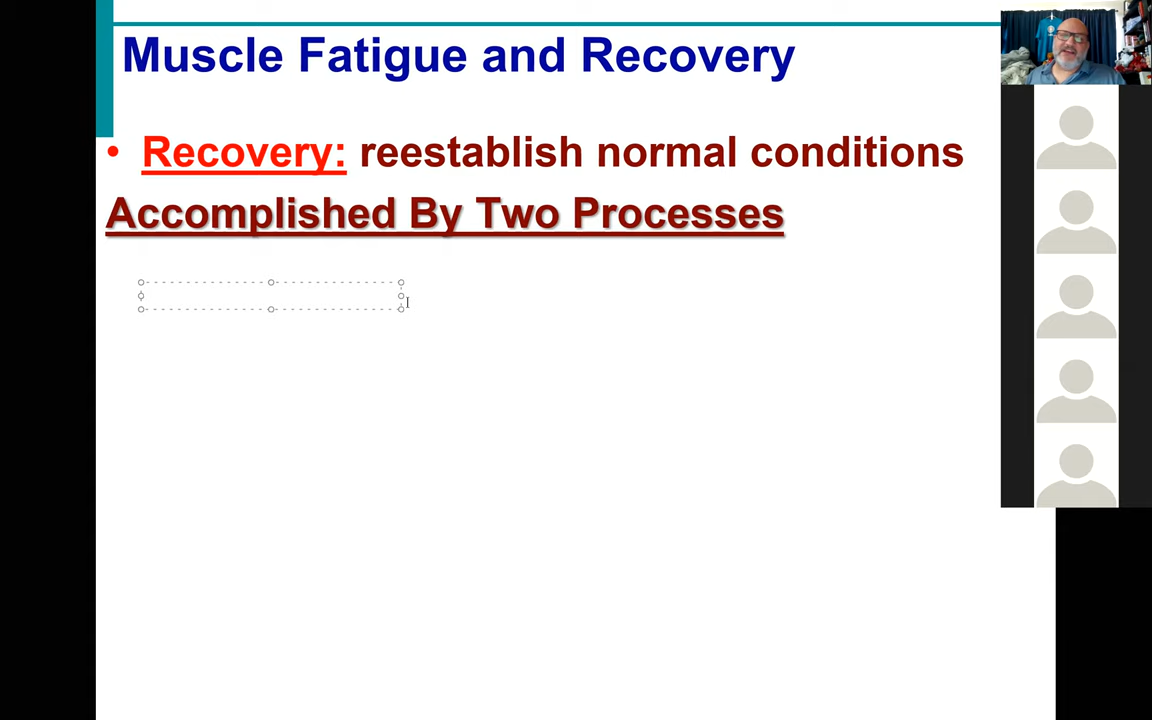 Muscle Fatigue and Recovery
• Recovery: reestablish normal conditions
Accomplished By Two Processes